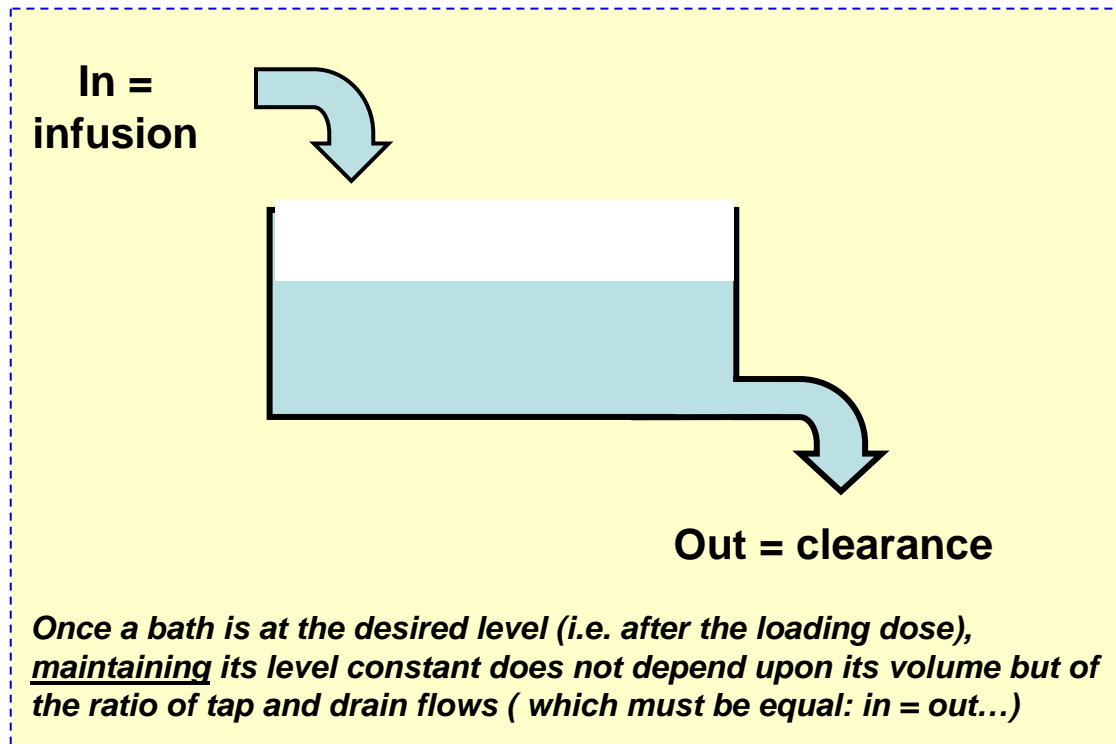 In =
infusion
Out = clearance
Once a bath is at the desired level (i.e. after the loading dose),
maintaining its level constant does not depend upon its volume but of
the ratio of tap and drain flows ( which must be equal: in = out…)